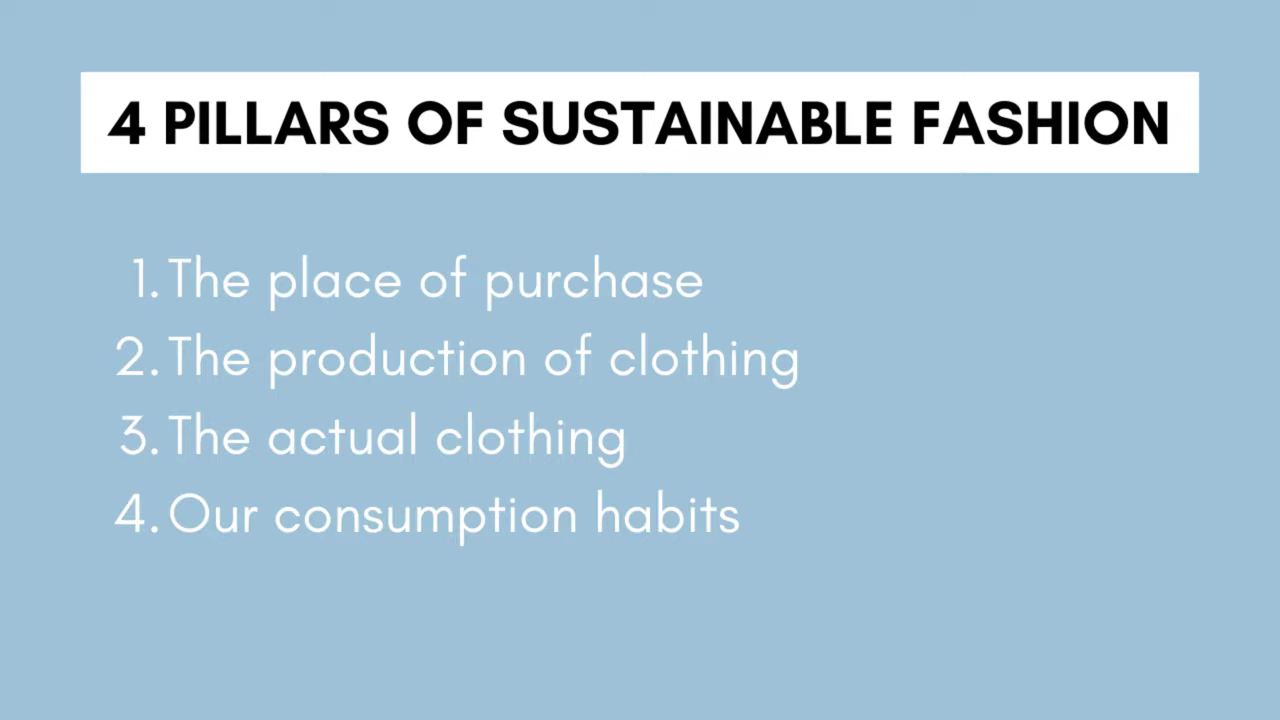 4 PILLARS OF SUSTAINABLE FASHION
1. The place of purchase
2. The production of clothing
3. The actual clothing
4. Our consumption habits